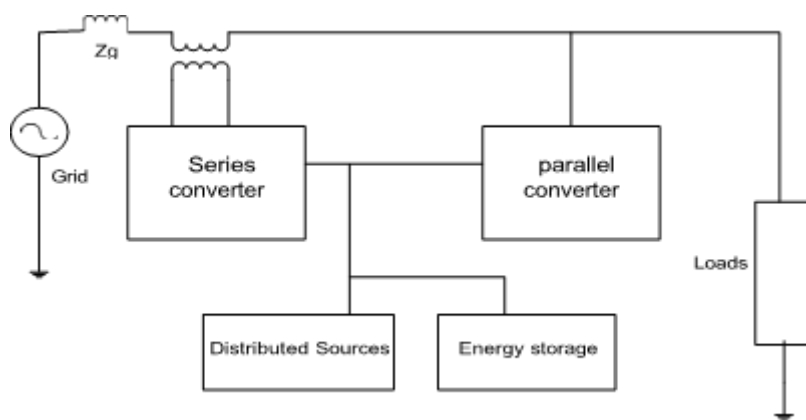 Zg
Grid
Series
converter
parallel
converter
Loads
Distributed Sources
Energy storage